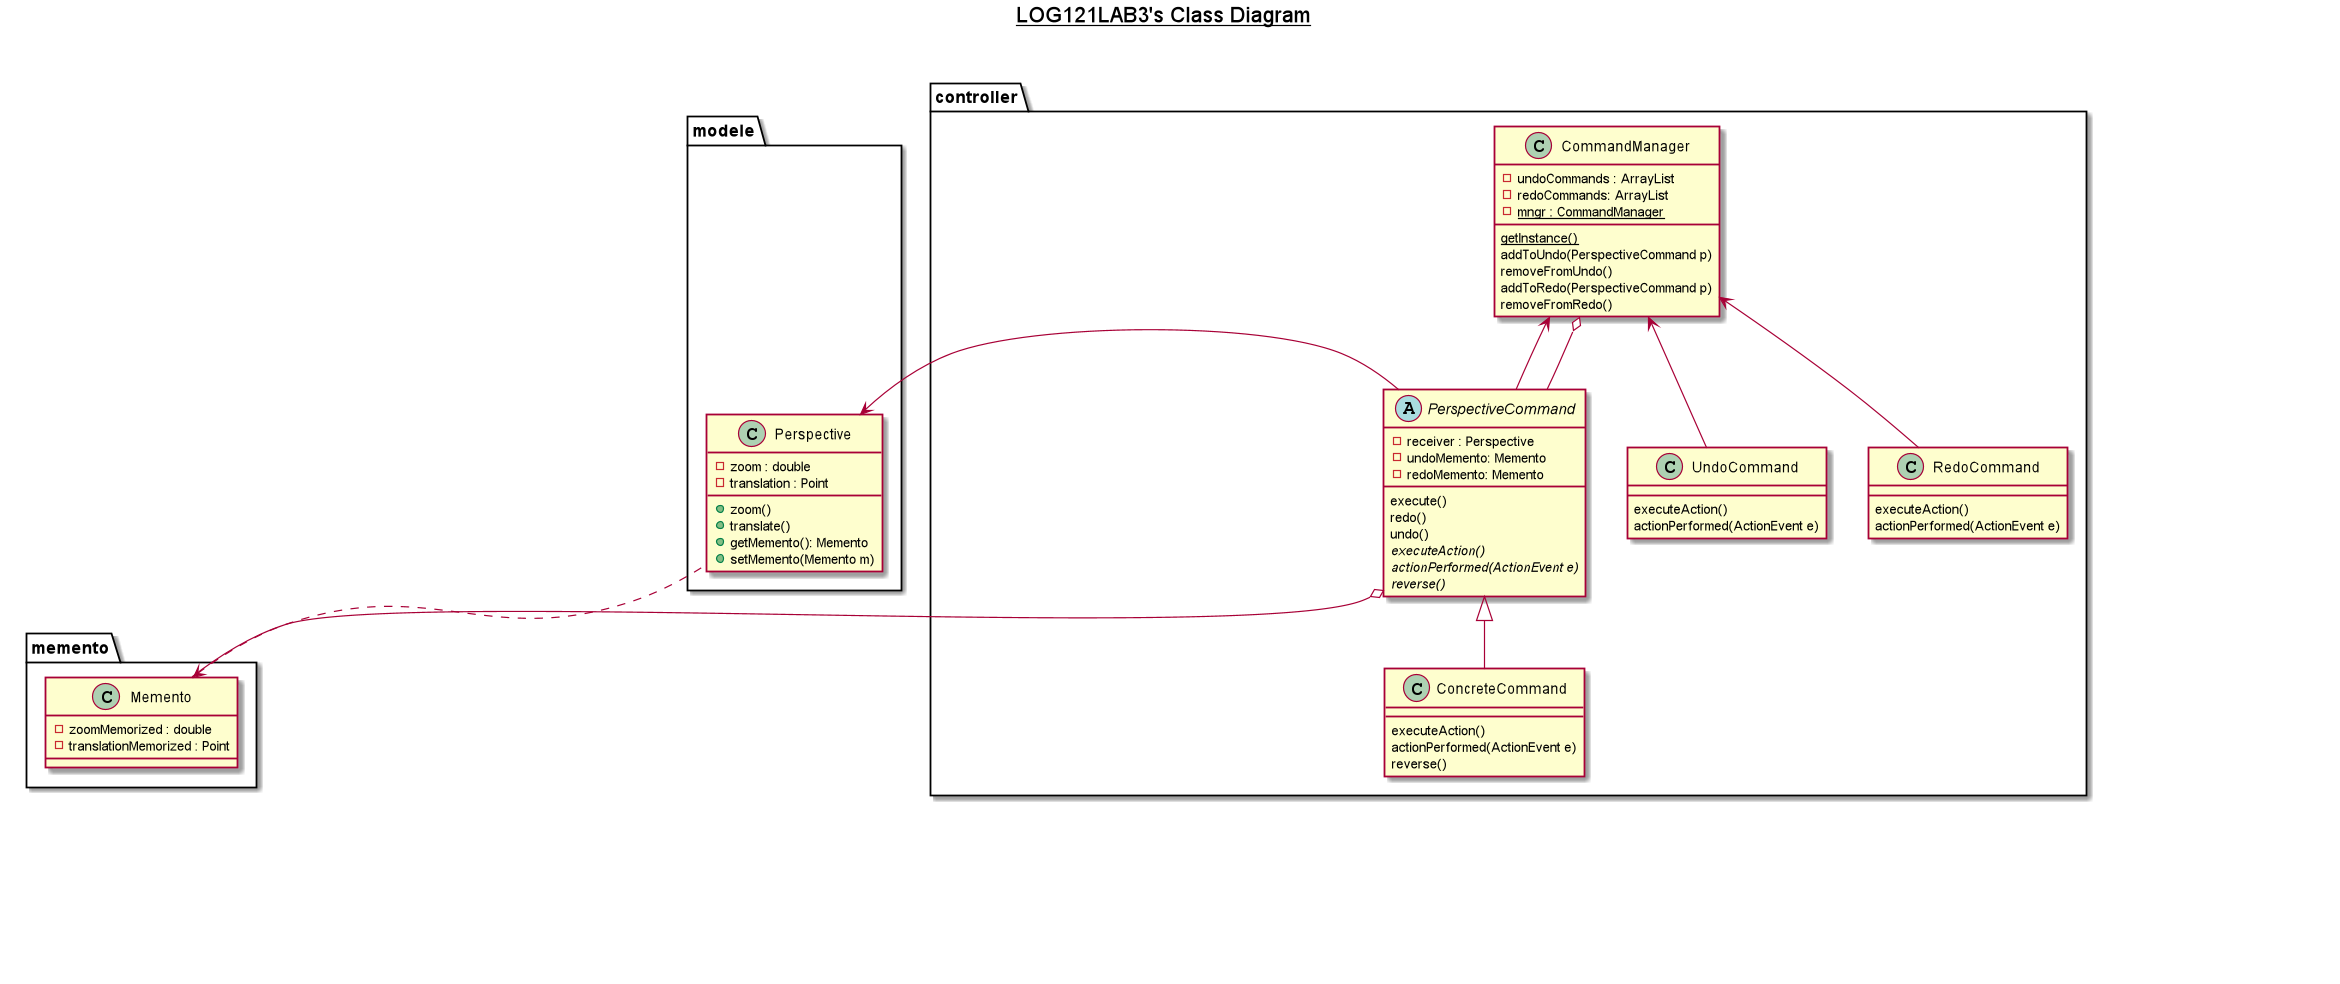 LOG121LAB3's Class Diagram
controller
modele
C CommandManager
undoCommands : ArrayList
redoCommands: ArrayList
mngr : CommandManager
getInstance()
addToUndo(PerspectiveCommand p)
removeFromUndo()
addToRedo(PerspectiveCommand p)
removeFromRedo()
A PerspectiveCommand
receiver : Perspective
undoMemento: Memento
redoMemento: Memento
execute()
redo()
undo()
executeAction()
actionPerformed(ActionEvent e)
reverse()
C Perspective
zoom : double
translation : Point
zoom()
translate()
getMemento(): Memento
setMemento(Memento m)
C UndoCommand
executeAction()
actionPerformed(ActionEvent e)
C RedoCommand
executeAction()
actionPerformed(ActionEvent e)
memento
C Memento
zoomMemorized : double
translationMemorized : Point
C ConcreteCommand
executeAction()
actionPerformed(ActionEvent e)
reverse()